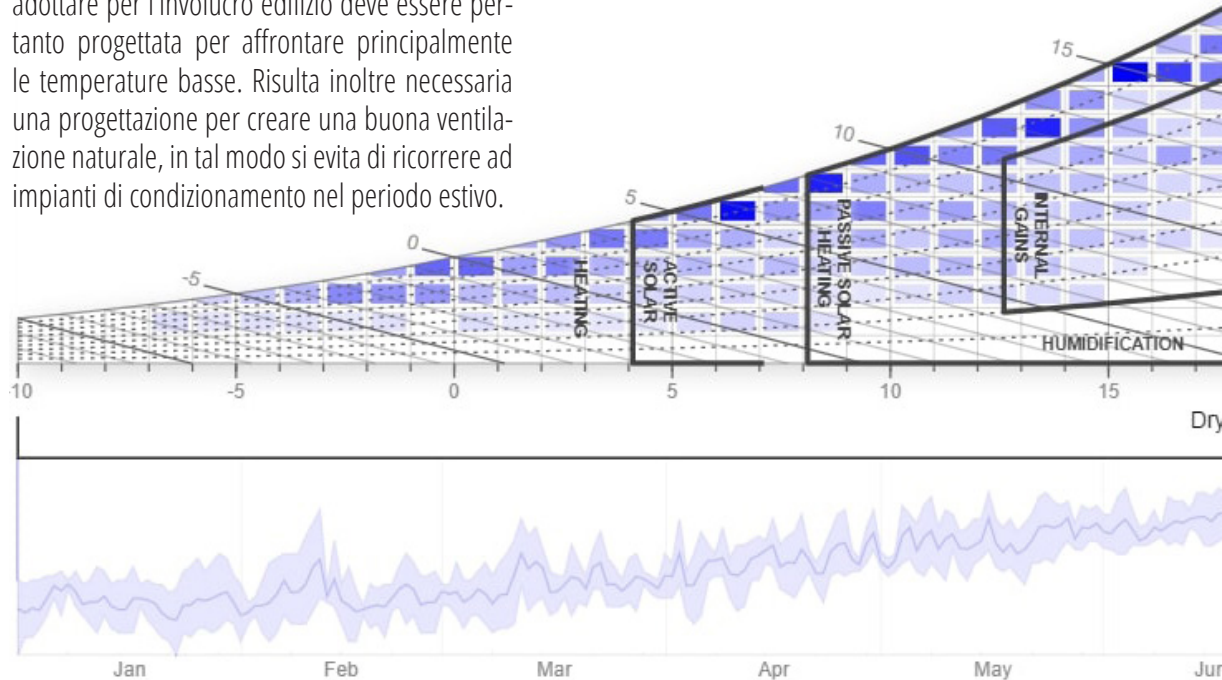 adottare per l'involucro edilizio deve essere per-
tanto progettata per affrontare principalmente
le temperature basse. Risulta inoltre necessaria
una progettazione per creare una buona ventila-
zione naturale, in tal modo si evita di ricorrere ad
impianti di condizionamento nel periodo estivo.
15
10
5
0
-5
HEATING
ACTIVE
SOLAR
PASSIVE SOLAR
HEATING
INTERNAL
GAINS
HUMIDIFICATION
-10
-5
0
5
10
15
Dry
Jan
Feb
Mar
Apr
May
Jun